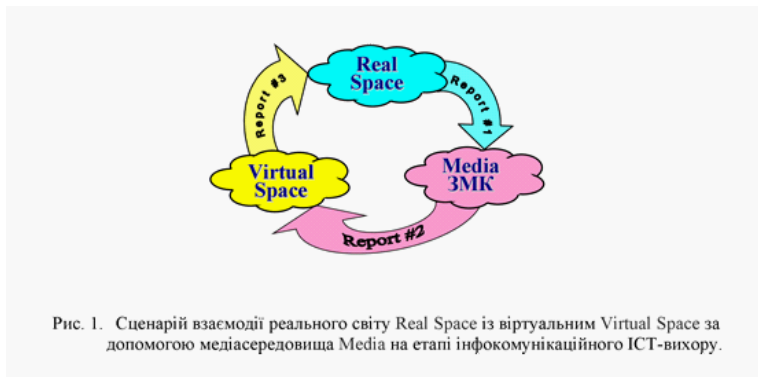 Real
Space
Report #1
Media
ЗМК
Report #2
Virtual
Space
Report #3
Рис. 1. Сценарій взаємодії реального світу Real Space із віртуальним Virtual Space за
допомогою медіасередовища Media на етапі інфокомунікаційного ІСТ-вихору.